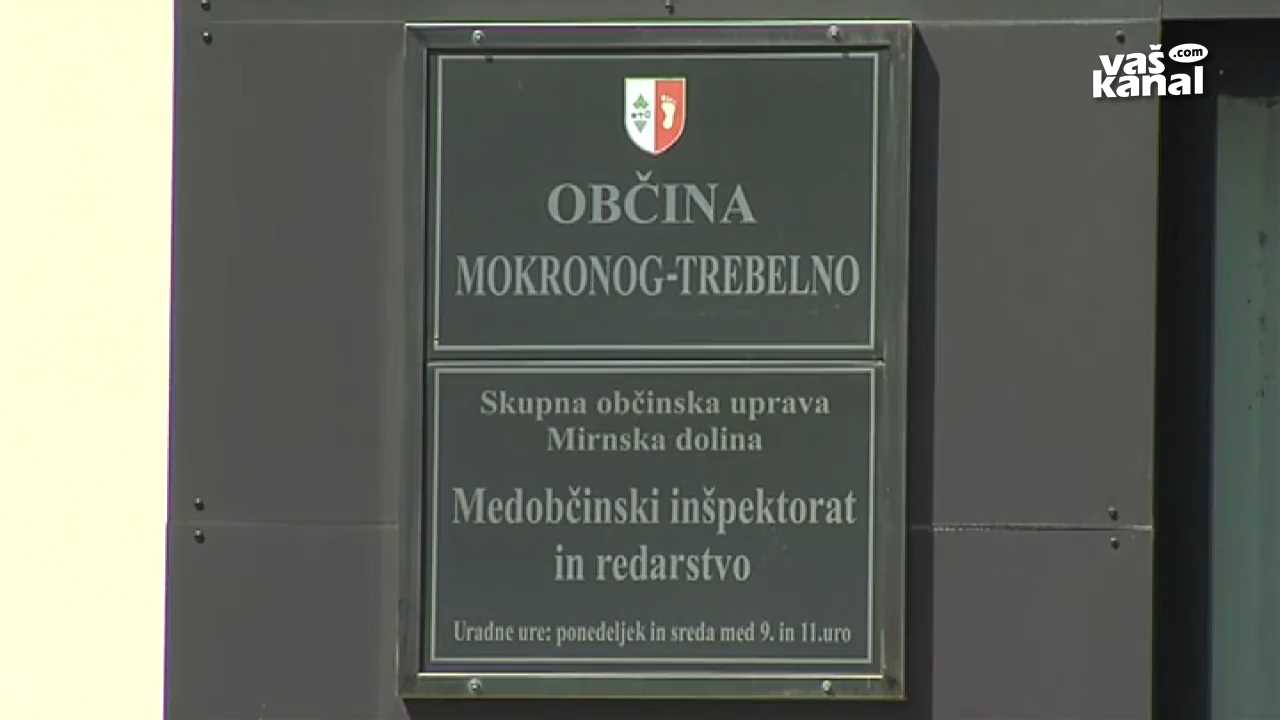 vaš .com
kanal
OBČINA
MOKRONOG-TREBELNO
Skupna občinska uprava
Mirnska dolina
Medobčinski inšpektorat
in redarstvo
Uradne ure: ponedeljek in sreda med 9. in 11.uro